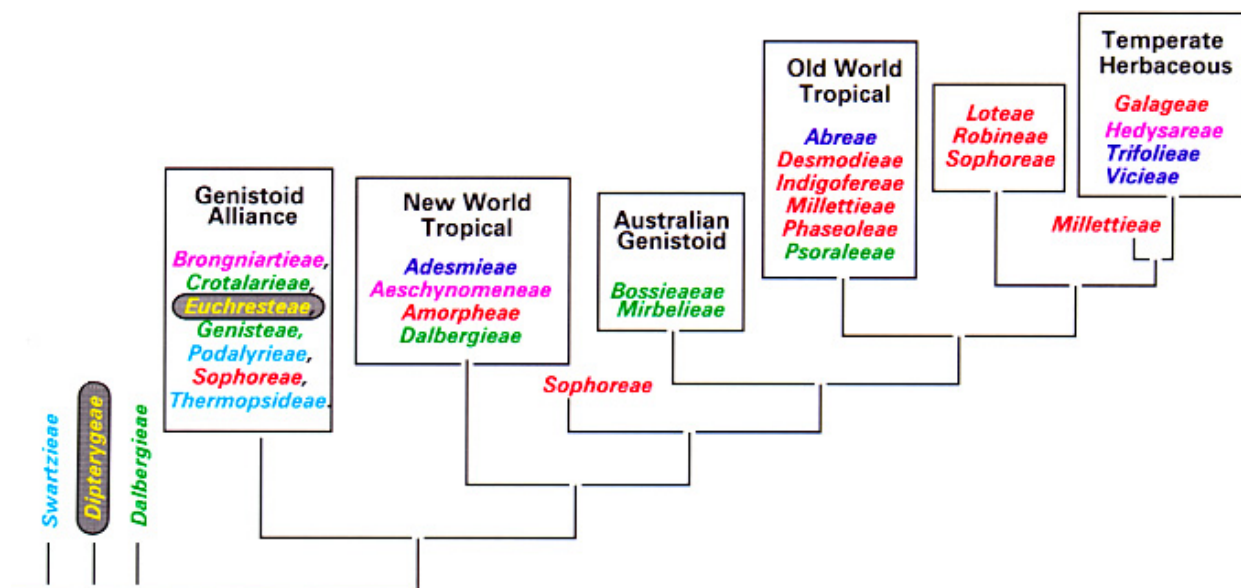 Swartzieae
Dipterygeae
Dalbergieae
Genistoid
Alliance
Brongniartieae,
Crotalarieae,
Euchresteae,
Genisteae,
Podalyrieae,
Sophoreae,
Thermopsideae.
New World
Tropical
Adesmieae
Aeschynomeneae
Amorpheae
Dalbergieae
Sophoreae
Australian
Genistoid
Bossieaeae
Mirbelieae
Old World
Tropical
Abreae
Desmodieae
Indigofereae
Millettieae
Phaseoleae
Psoraleeae
Loteae
Robineae
Sophoreae
Millettieae
Temperate
Herbaceous
Galageae
Hedysareae
Trifolieae
Vicieae